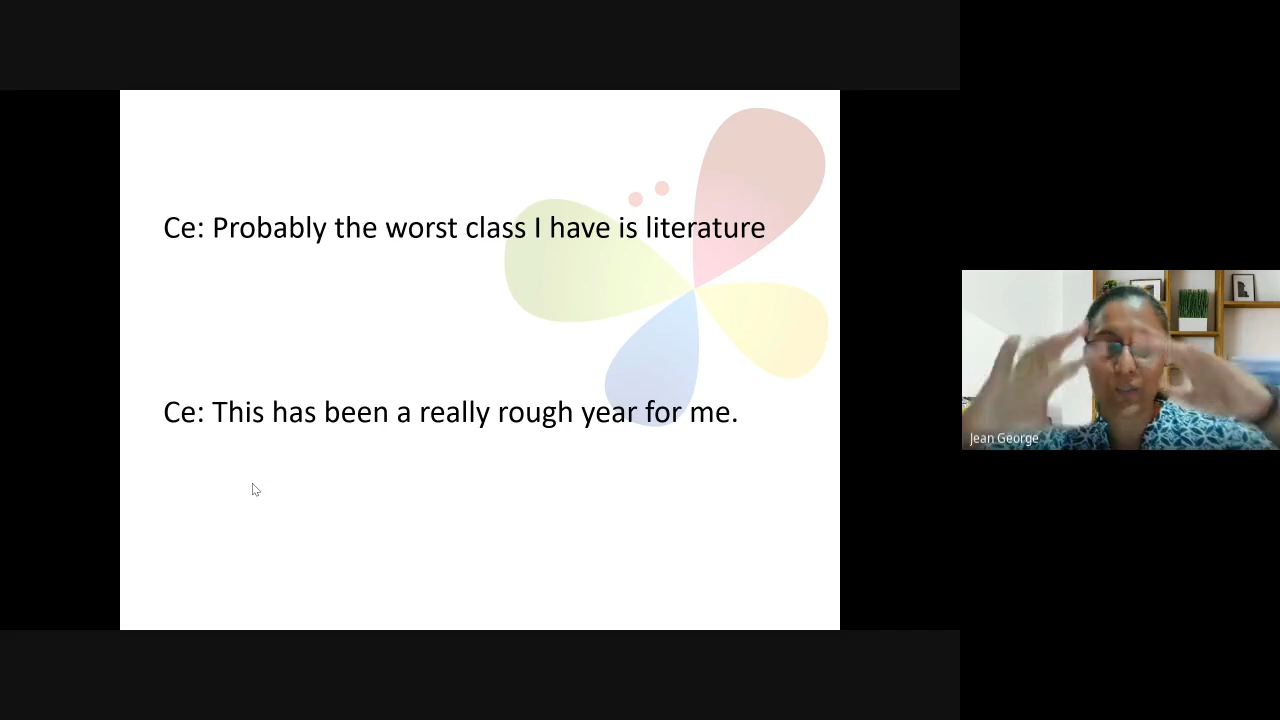 Ce: Probably the worst class I have is literature
Ce: This has been a really rough year for me.
Jean George